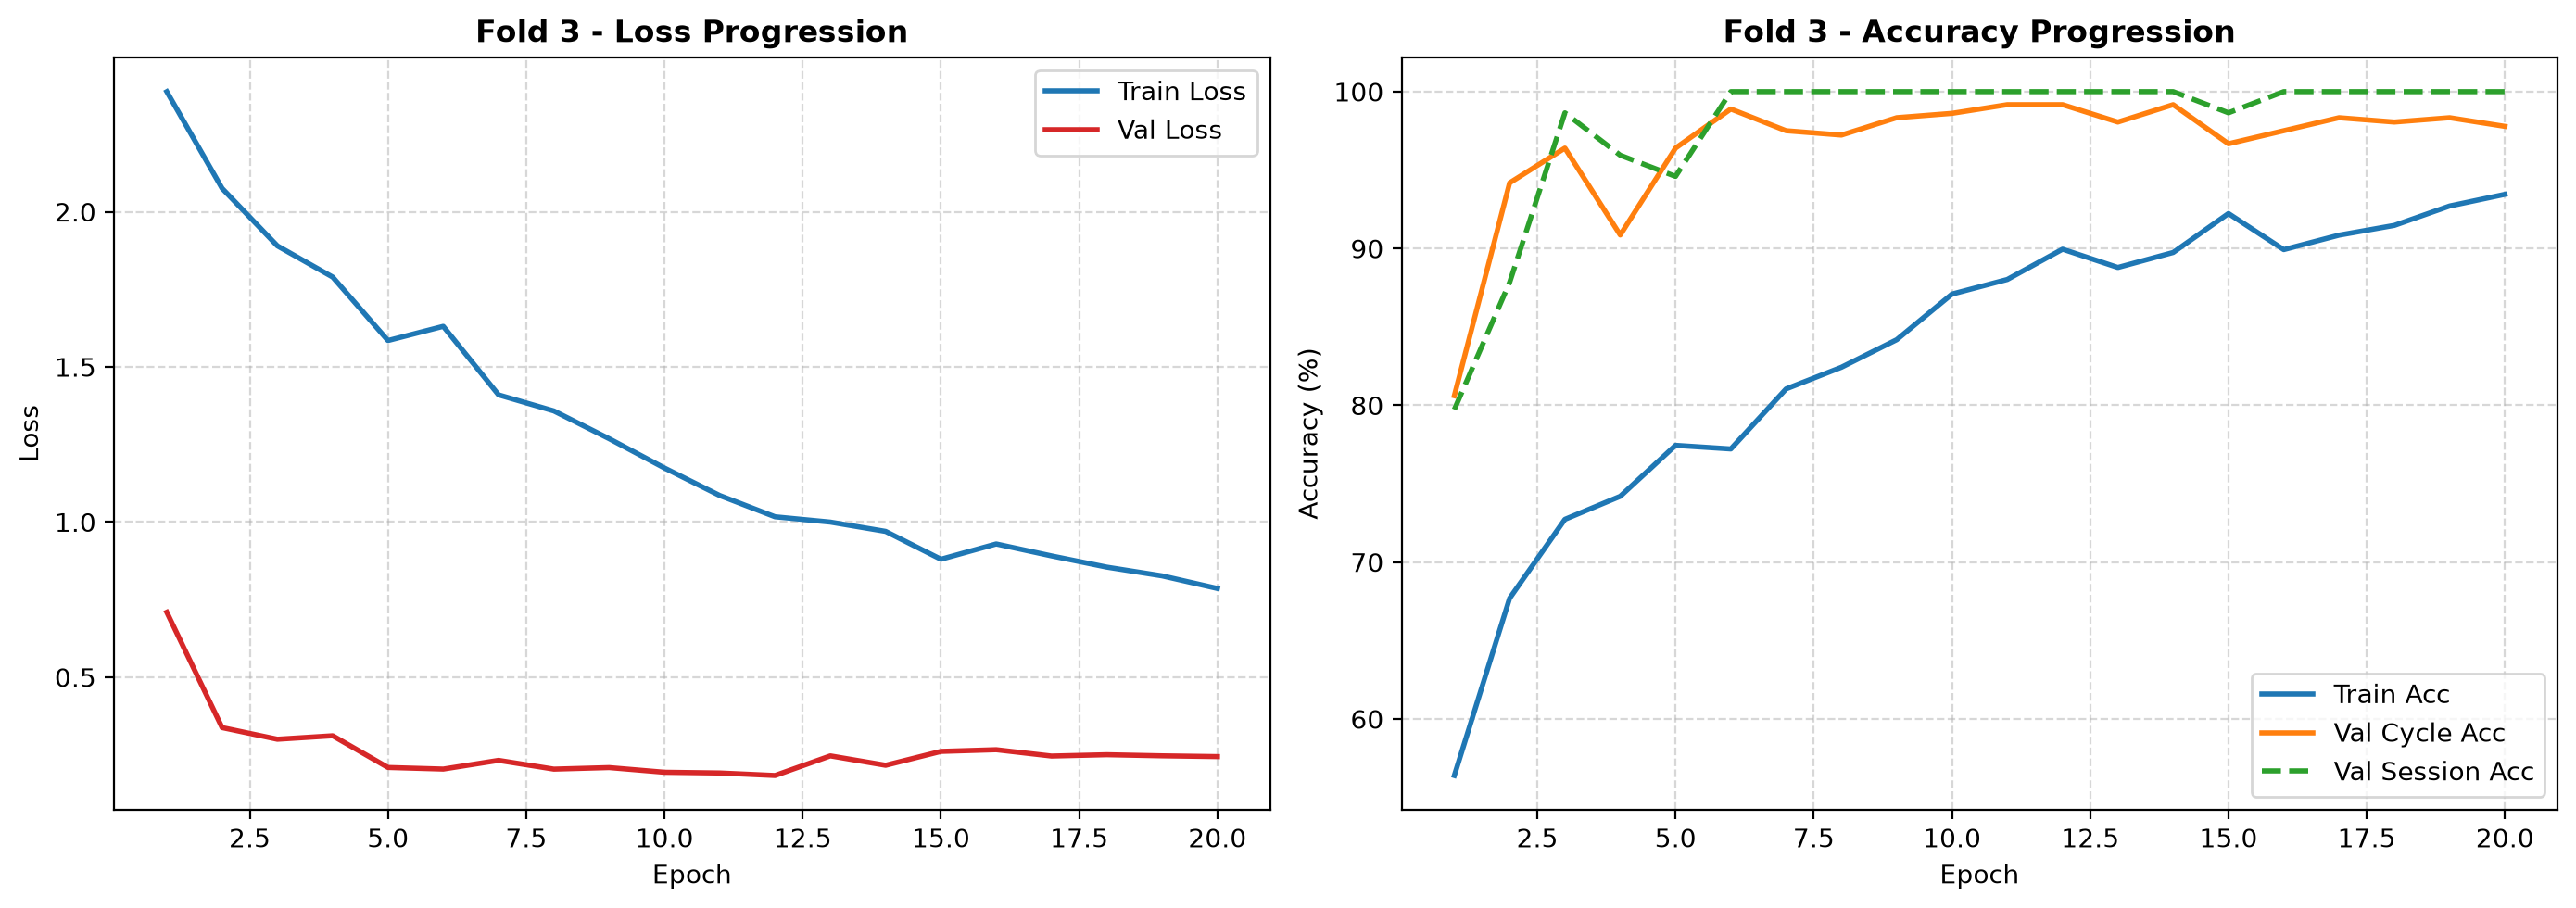 Fold 3 - Loss Progression
Train Loss
Val Loss
2.0
1.5
1.0
0.5
Loss
2.5 5.0 7.5 10.0 12.5 15.0 17.5 20.0
Epoch
Fold 3 - Accuracy Progression
100
90
80
70
60
Accuracy (%)
Train Acc
Val Cycle Acc
Val Session Acc
2.5 5.0 7.5 10.0 12.5 15.0 17.5 20.0
Epoch